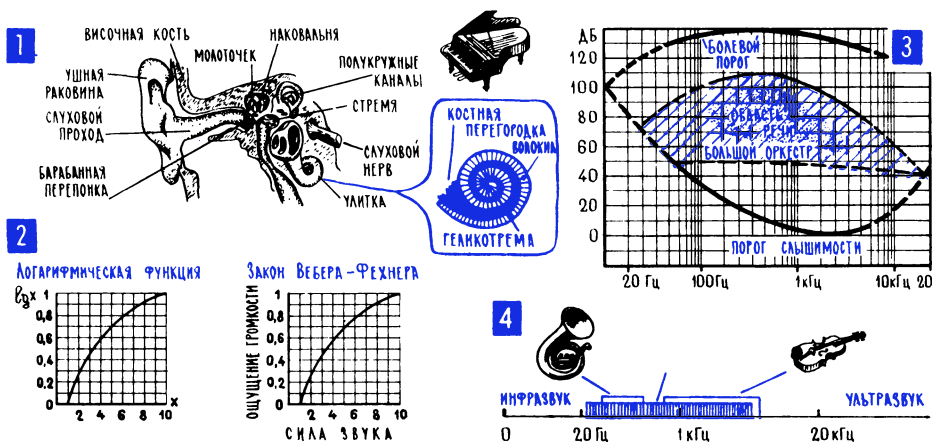 1
ВИСОЧНАЯ КОСТЬ
НАКОВАЛЬНЯ
МОЛОТОЧЕК
ПОЛУКРУЖНЫЕ
КАНАЛЫ
УШНАЯ
РАКОВИНА
СТРЕМЯ
СЛУХОВОЙ
ПРОХОД
СЛУХОВОЙ
НЕРВ
БАРАБАННАЯ
ПЕРЕПОНКА
УЛИТКА
КОСТНАЯ
ПЕРЕГОРОДКА
ВОЛОКНА
ГЕЛИКОТРЕМА
3
ДБ
120
100
80
60
40
20
0
БОЛЕВОЙ
ПОРОГ
ОБЛАСТЬ
РЕЧИ
БОЛЬШОЙ ОРКЕСТР
ПОРОГ СЛЫШИМОСТИ
20 Гц
100Гц
1кГц
10кГц
20
2
ЛОГАРИФМИЧЕСКАЯ ФУНКЦИЯ
lg x
1
0,8
0,6
0,4
0,2
0
2 4 6 8 10
x
ЗАКОН ВЕБЕРА-ФЕХНЕРА
ОЩУЩЕНИЕ ГРОМКОСТИ
1
0,8
0,6
0,4
0,2
0
2 4 6 8 10
СИЛА ЗВУКА
4
ИНФРАЗВУК
УЛЬТРАЗВУК
0
20 Гц
1 кГц
20кГц